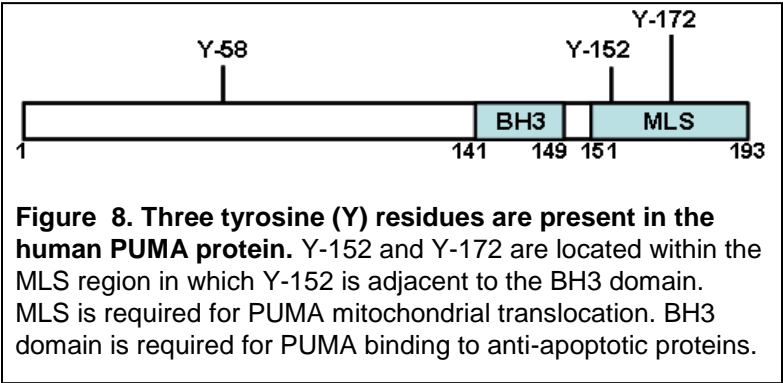 Y-172
Y-58 Y-152
BH3 MLS
1 141 149 151 193
Figure 8. Three tyrosine (Y) residues are present in the
human PUMA protein. Y-152 and Y-172 are located within the
MLS region in which Y-152 is adjacent to the BH3 domain.
MLS is required for PUMA mitochondrial translocation. BH3
domain is required for PUMA binding to anti-apoptotic proteins.